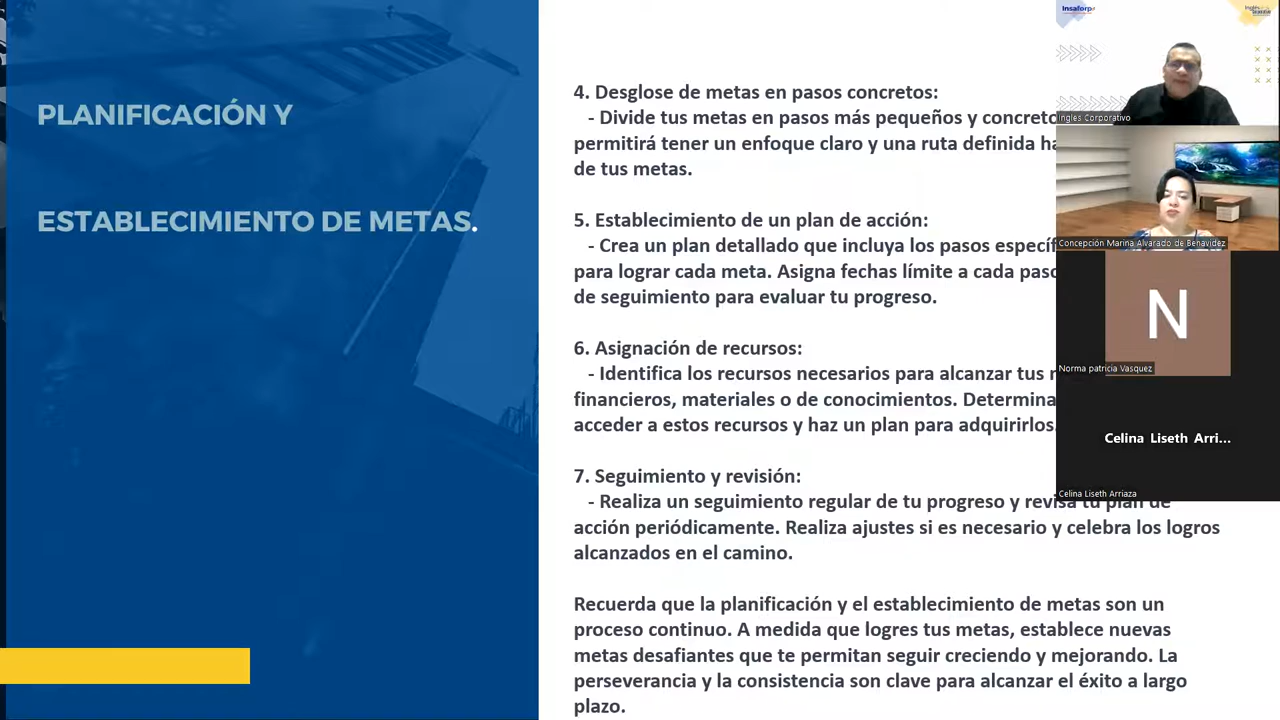 PLANIFICACIÓN Y
ESTABLECIMIENTO DE METAS.
4. Desglose de metas en pasos concretos:
- Divide tus metas en pasos más pequeños y concreto
permitirá tener un enfoque claro y una ruta definida ha
de tus metas.
5. Establecimiento de un plan de acción:
- Crea un plan detallado que incluya los pasos específ
para lograr cada meta. Asigna fechas límite a cada paso
de seguimiento para evaluar tu progreso.
6. Asignación de recursos:
- Identifica los recursos necesarios para alcanzar tus
financieros, materiales o de conocimientos. Determina
acceder a estos recursos y haz un plan para adquirirlos.
7. Seguimiento y revisión:
- Realiza un seguimiento regular de tu progreso y revisa tu plan de
acción periódicamente. Realiza ajustes si es necesario y celebra los logros
alcanzados en el camino.
Recuerda que la planificación y el establecimiento de metas son un
proceso continuo. A medida que logres tus metas, establece nuevas
metas desafiantes que te permitan seguir creciendo y mejorando. La
perseverancia y la consistencia son clave para alcanzar el éxito a largo
plazo.
Insaforp
Ingles Corporativo
Concepción Marina Alvarado de Benavidez
N
Norma patricia Vasquez
Celina Liseth Arri...
Celina Liseth Arriaza